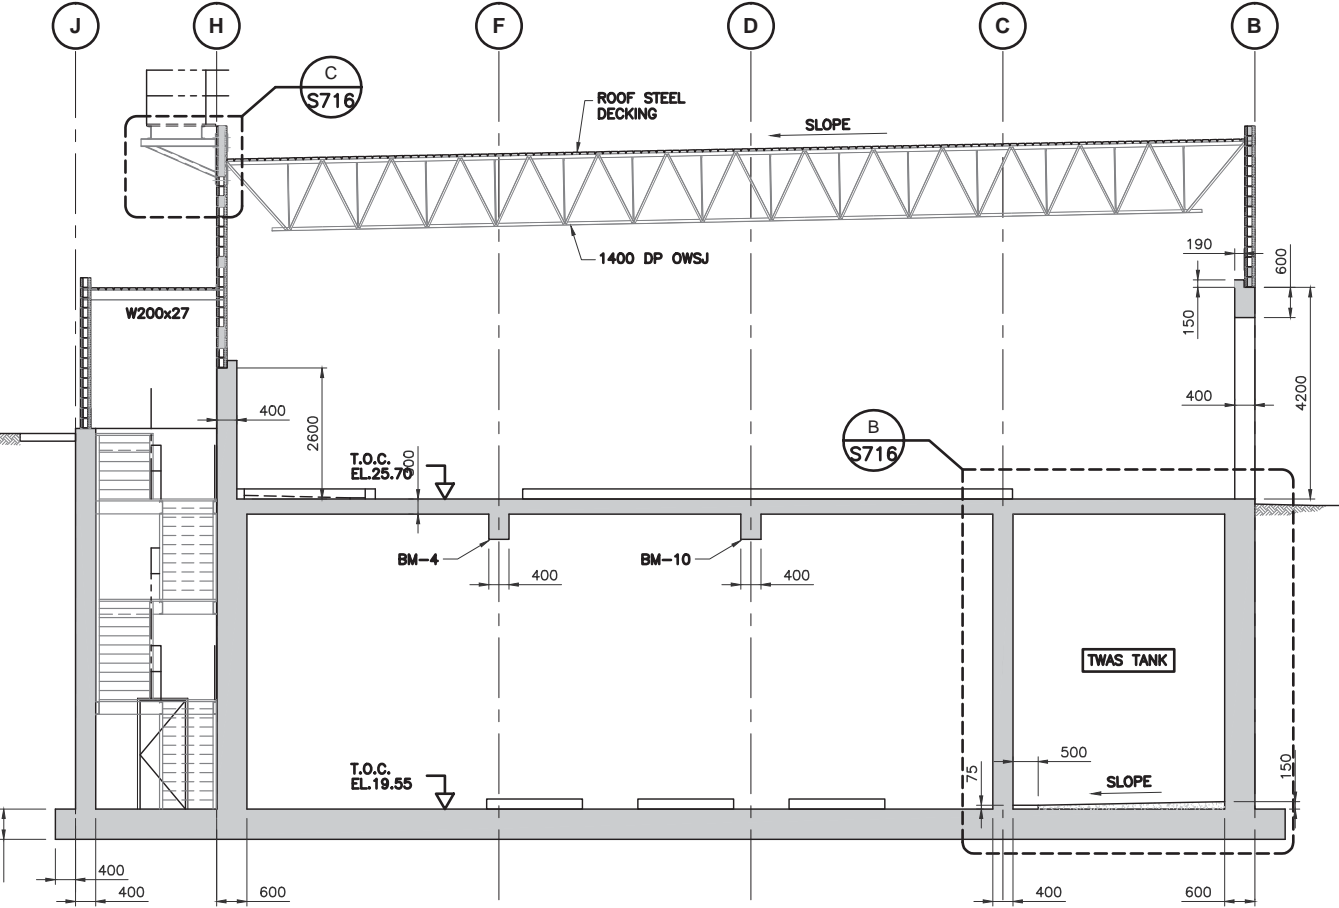 J
H
F
D
C
B
C
S716
ROOF STEEL
DECKING
SLOPE
1400 DP OWSJ
190
600
150
W200x27
400
2600
400
4200
B
S716
T.O.C.
EL.25.70
BM-4
400
BM-10
400
TWAS TANK
T.O.C.
EL.19.55
75
500
SLOPE
150
400
400
600
400
600